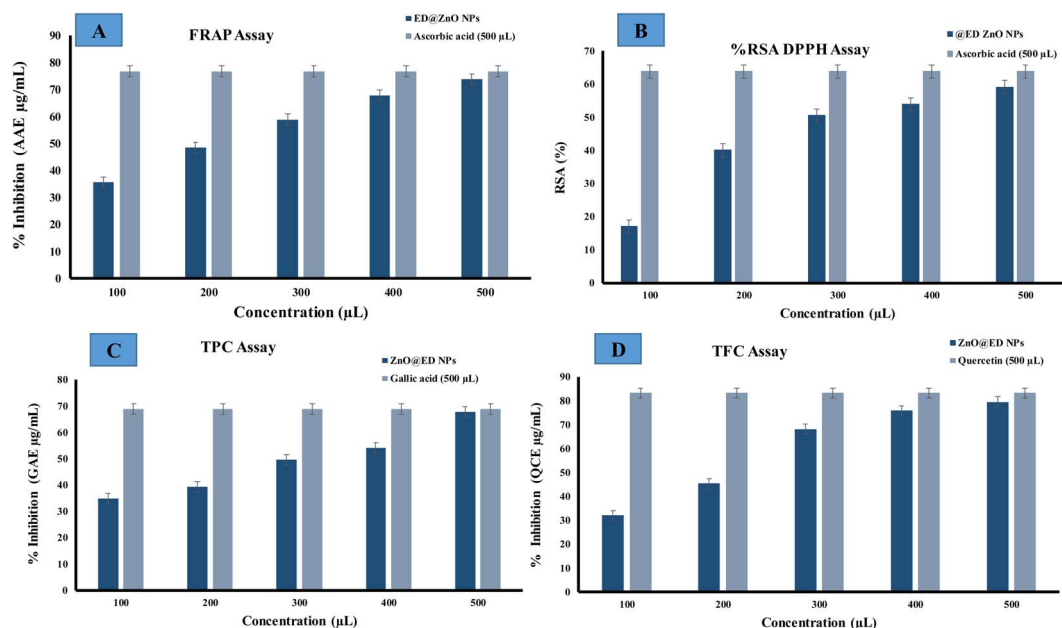 A
FRAP Assay
ED@ZnO NPs
Ascorbic acid (500 µL)
% Inhibition (AAE µg/mL)
90
80
70
60
50
40
30
20
10
0
100 200 300 400 500
Concentration (µL)
B
%RSA DPPH Assay
@ED ZnO NPs
Ascorbic acid (500 µL)
RSA (%)
70
60
50
40
30
20
10
0
100 200 300 400 500
Concentration (µL)
C
TPC Assay
ZnO@ED NPs
Gallic acid (500 µL)
% Inhibition (GAE µg/mL)
80
70
60
50
40
30
20
10
0
100 200 300 400 500
Concentration (µL)
D
TFC Assay
ZnO@ED NPs
Quercetin (500 µL)
% Inhibition (QCE µg/mL)
90
80
70
60
50
40
30
20
10
0
100 200 300 400 500
Concentration (µL)